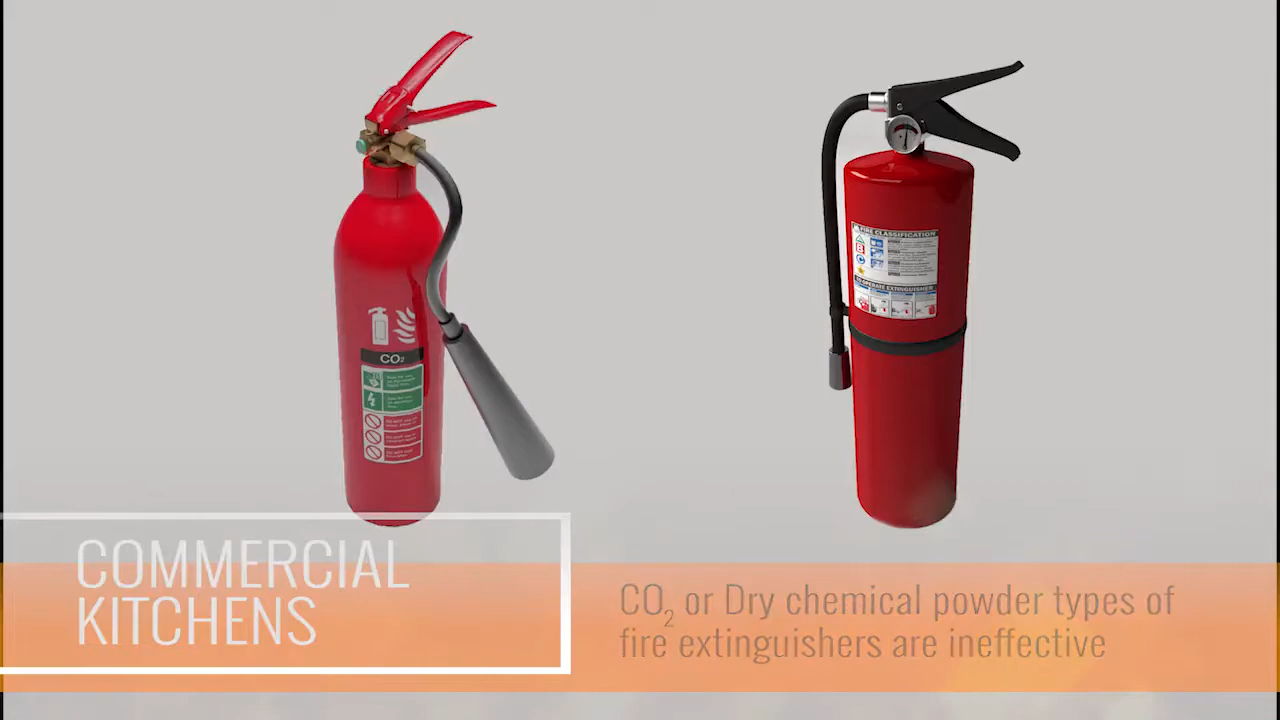 FIRE CLASSIFICATION
B
C
TO OPERATE EXTINGUISHER
CO2
COMMERCIAL
KITCHENS
CO2 or Dry chemical powder types of
fire extinguishers are ineffective